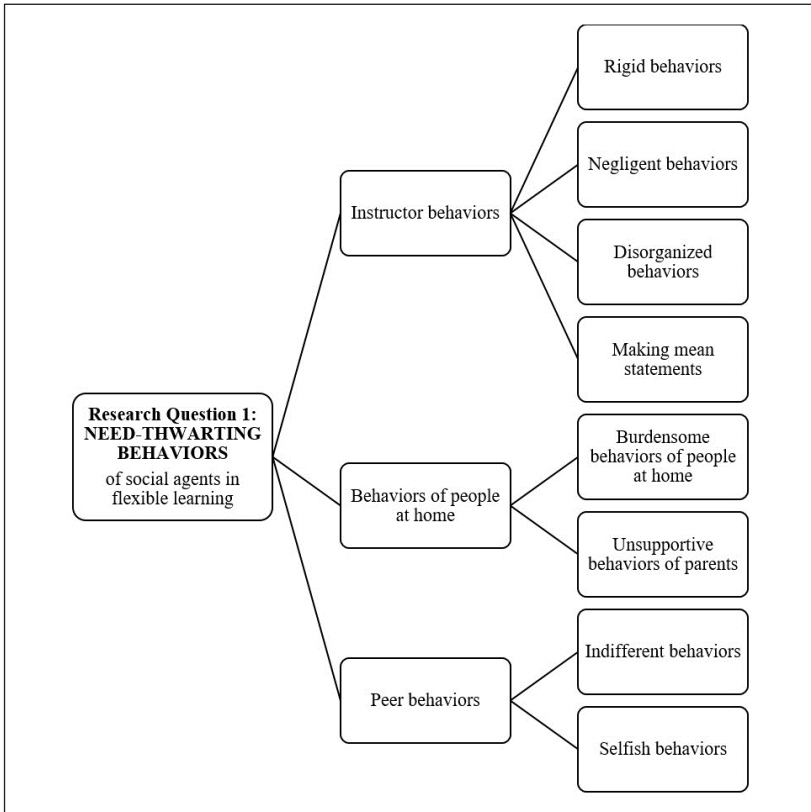 Research Question 1:
NEED-THWARTING
BEHAVIORS
of social agents in
flexible learning
Instructor behaviors
Rigid behaviors
Negligent behaviors
Disorganized
behaviors
Making mean
statements
Behaviors of people
at home
Burdensome
behaviors of people
at home
Unsupportive
behaviors of parents
Peer behaviors
Indifferent behaviors
Selfish behaviors